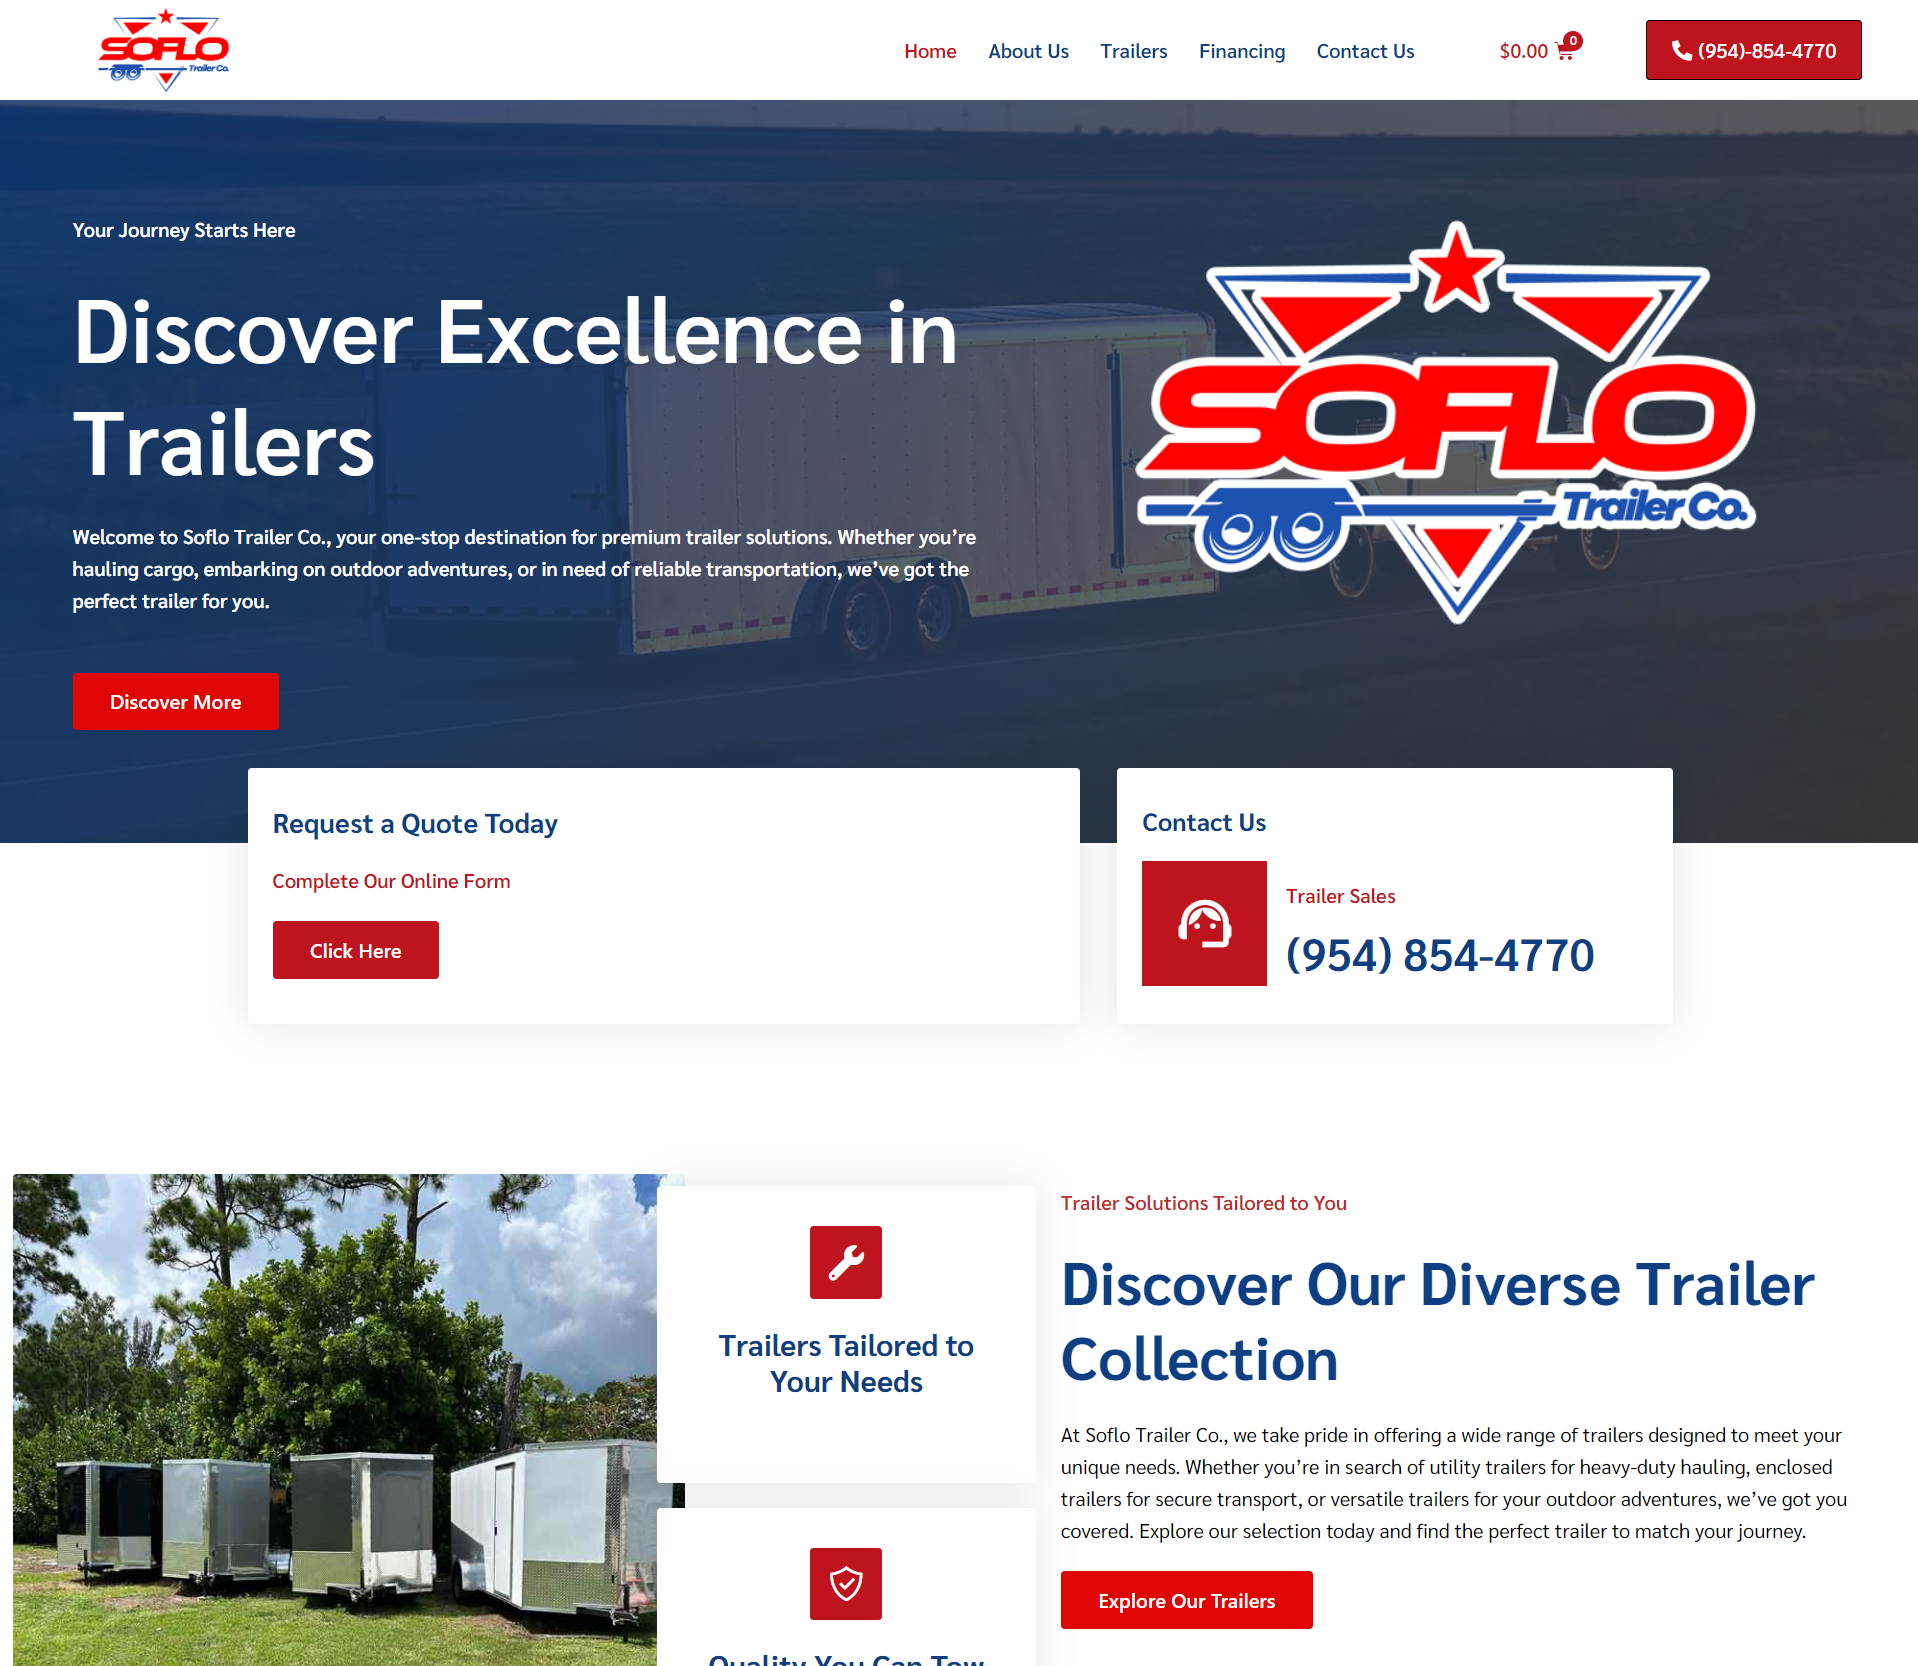 SOFLO
Trailer Co.
Home
About Us
Trailers
Financing
Contact Us
$0.00
0
(954)-854-4770
Your Journey Starts Here
Discover Excellence in
Trailers
Welcome to Soflo Trailer Co., your one-stop destination for premium trailer solutions. Whether you’re
hauling cargo, embarking on outdoor adventures, or in need of reliable transportation, we’ve got the
perfect trailer for you.
Discover More
SOFLO
Trailer Co.
Request a Quote Today
Complete Our Online Form
Click Here
Contact Us
Trailer Sales
(954) 854-4770
Trailers Tailored to
Your Needs
Quality You Can Tow
Trailer Solutions Tailored to You
Discover Our Diverse Trailer
Collection
At Soflo Trailer Co., we take pride in offering a wide range of trailers designed to meet your
unique needs. Whether you’re in search of utility trailers for heavy-duty hauling, enclosed
trailers for secure transport, or versatile trailers for your outdoor adventures, we’ve got you
covered. Explore our selection today and find the perfect trailer to match your journey.
Explore Our Trailers